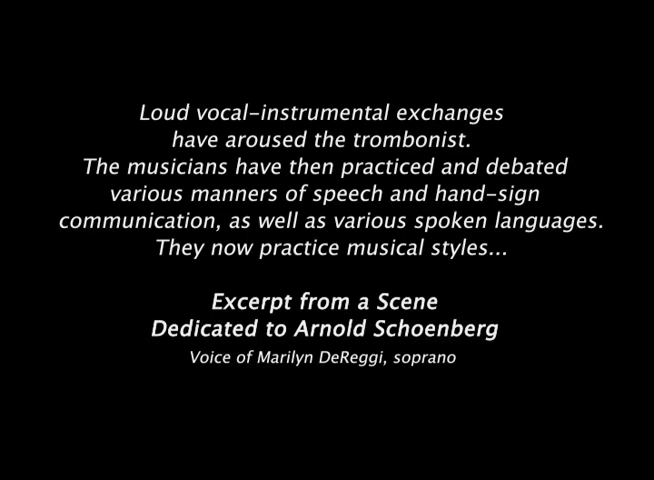 Loud vocal-instrumental exchanges
have aroused the trombonist.
The musicians have then practiced and debated
various manners of speech and hand-sign
communication, as well as various spoken languages.
They now practice musical styles...
Excerpt from a Scene
Dedicated to Arnold Schoenberg
Voice of Marilyn DeReggi, soprano